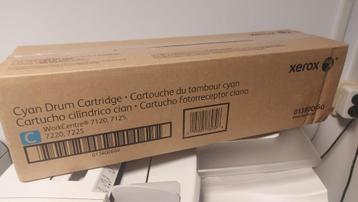 xerox
013R00660
Cyan Drum Cartridge • Cartouche du tambour cyan
Cartucho cilíndrico cian • Cartucho fotorreceptor ciano
C
WorkCentre® 7120, 7125,
7220, 7225
013R00660